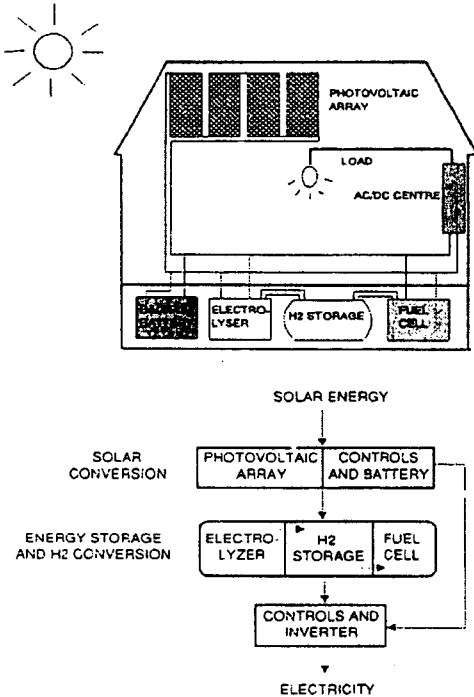 PHOTOVOLTAIC
ARRAY
LOAD
AC/DC CENTRE
BATTERY
ELECTRO-
LYSER
H2 STORAGE
FUEL
CELL
SOLAR ENERGY
SOLAR
CONVERSION
PHOTOVOLTAIC
ARRAY
CONTROLS
AND BATTERY
ENERGY STORAGE
AND H2 CONVERSION
ELECTRO-
LYZER
H2
STORAGE
FUEL
CELL
CONTROLS AND
INVERTER
ELECTRICITY